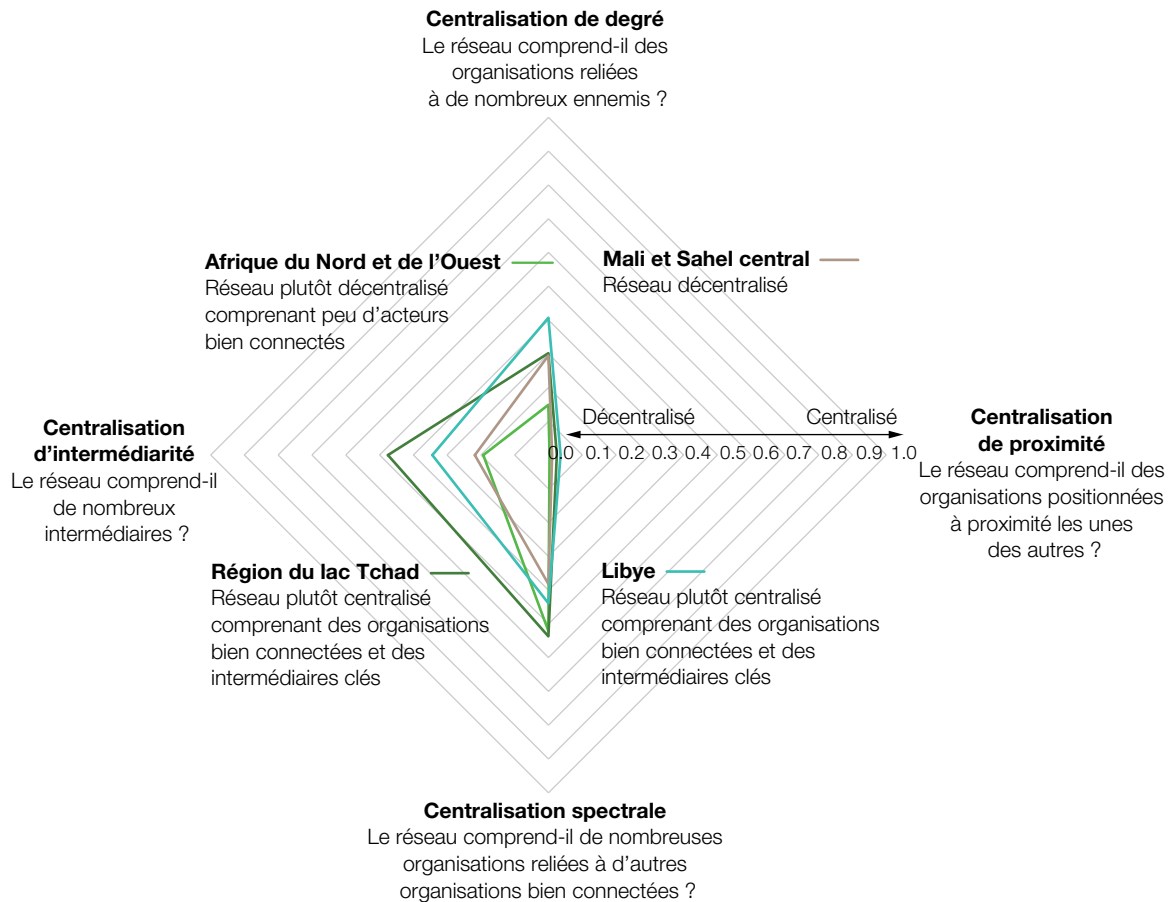 Centralisation de degré
Le réseau comprend-il des
organisations reliées
à de nombreux ennemis ?
Afrique du Nord et de l’Ouest
Réseau plutôt décentralisé
comprenant peu d’acteurs
bien connectés
Mali et Sahel central
Réseau décentralisé
Centralisation
d’intermédiarité
Le réseau comprend-il
de nombreux
intermédiaires ?
Décentralisé
Centralisé
0.0 0.1 0.2 0.3 0.4 0.5 0.6 0.7 0.8 0.9 1.0
Centralisation
de proximité
Le réseau comprend-il des
organisations positionnées
à proximité les unes
des autres ?
Région du lac Tchad
Réseau plutôt centralisé
comprenant des organisations
bien connectées et des
intermédiaires clés
Libye
Réseau plutôt centralisé
comprenant des organisations
bien connectées et des
intermédiaires clés
Centralisation spectrale
Le réseau comprend-il de nombreuses
organisations reliées à d’autres
organisations bien connectées ?